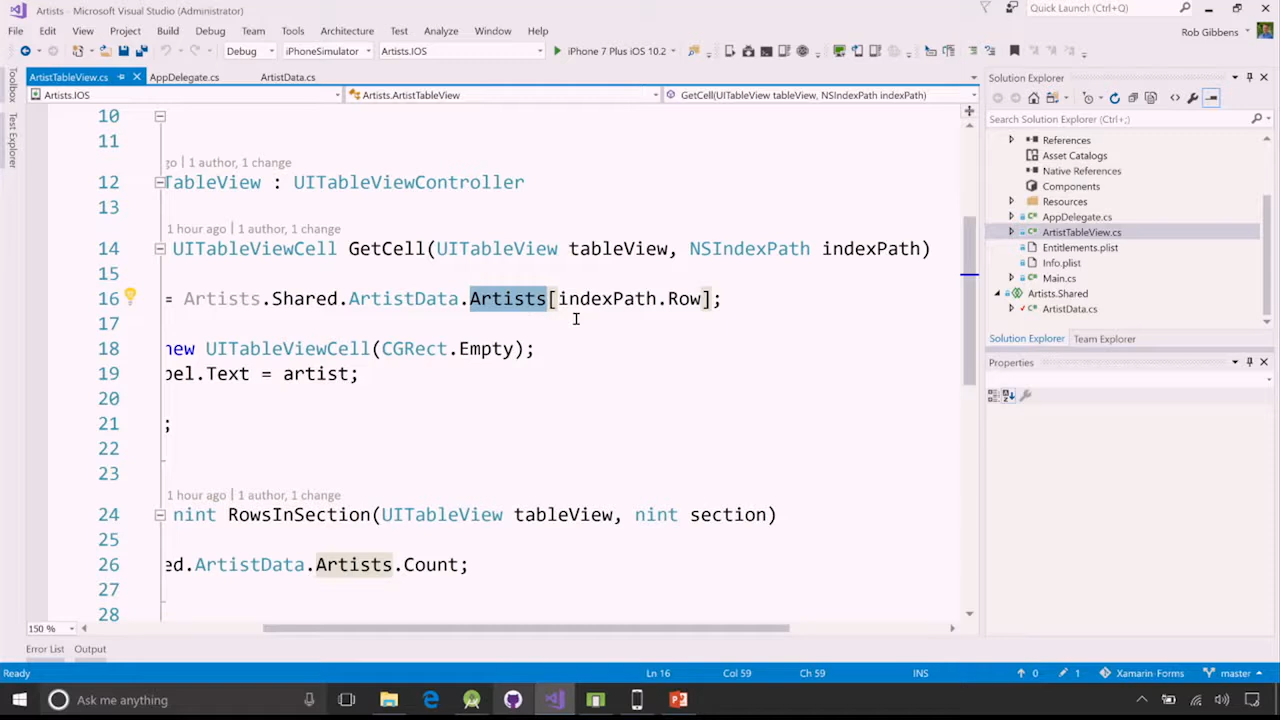 Artists - Microsoft Visual Studio (Administrator)
Quick Launch (Ctrl+Q)
File Edit View Project Build Debug Team Tools Architecture Test Analyze Window Help
Rob Gibbens
Debug iPhoneSimulator Artists.IOS iPhone 7 Plus iOS 10.2
Toolbox
Test Explorer
ArtistTableView.cs AppDelegate.cs ArtistData.cs
Artists.IOS Artists.ArtistTableView GetCell(UITableView tableView, NSIndexPath indexPath)
10
11
go | 1 author, 1 change
12 TableView : UITableViewController
13
1 hour ago | 1 author, 1 change
14 UITableViewCell GetCell(UITableView tableView, NSIndexPath indexPath)
15
16 = Artists.Shared.ArtistData.Artists[indexPath.Row];
17
18 new UITableViewCell(CGRect.Empty);
19 bel.Text = artist;
20
21 ;
22
23
1 hour ago | 1 author, 1 change
24 nint RowsInSection(UITableView tableView, nint section)
25
26 ed.ArtistData.Artists.Count;
27
28
150 %
Error List Output
Solution Explorer
Search Solution Explorer (Ctrl+;)
References
Asset Catalogs
Native References
Components
Resources
AppDelegate.cs
ArtistTableView.cs
Entitlements.plist
Info.plist
Main.cs
Artists.Shared
ArtistData.cs
Solution Explorer Team Explorer
Properties
Ready Ln 16 Col 59 Ch 59 INS 0 1 Xamarin Forms master
Ask me anything